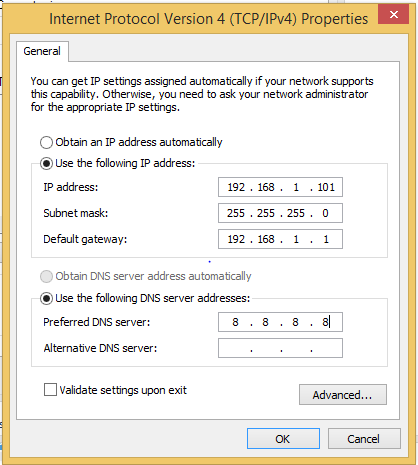 Internet Protocol Version 4 (TCP/IPv4) Properties
General
You can get IP settings assigned automatically if your network supports
this capability. Otherwise, you need to ask your network administrator
for the appropriate IP settings.
Obtain an IP address automatically
Use the following IP address:
IP address: 192 . 168 . 1 . 101
Subnet mask: 255 . 255 . 255 . 0
Default gateway: 192 . 168 . 1 . 1
Obtain DNS server address automatically
Use the following DNS server addresses:
Preferred DNS server: 8 . 8 . 8 . 8
Alternative DNS server: . . .
Validate settings upon exit
Advanced...
OK Cancel